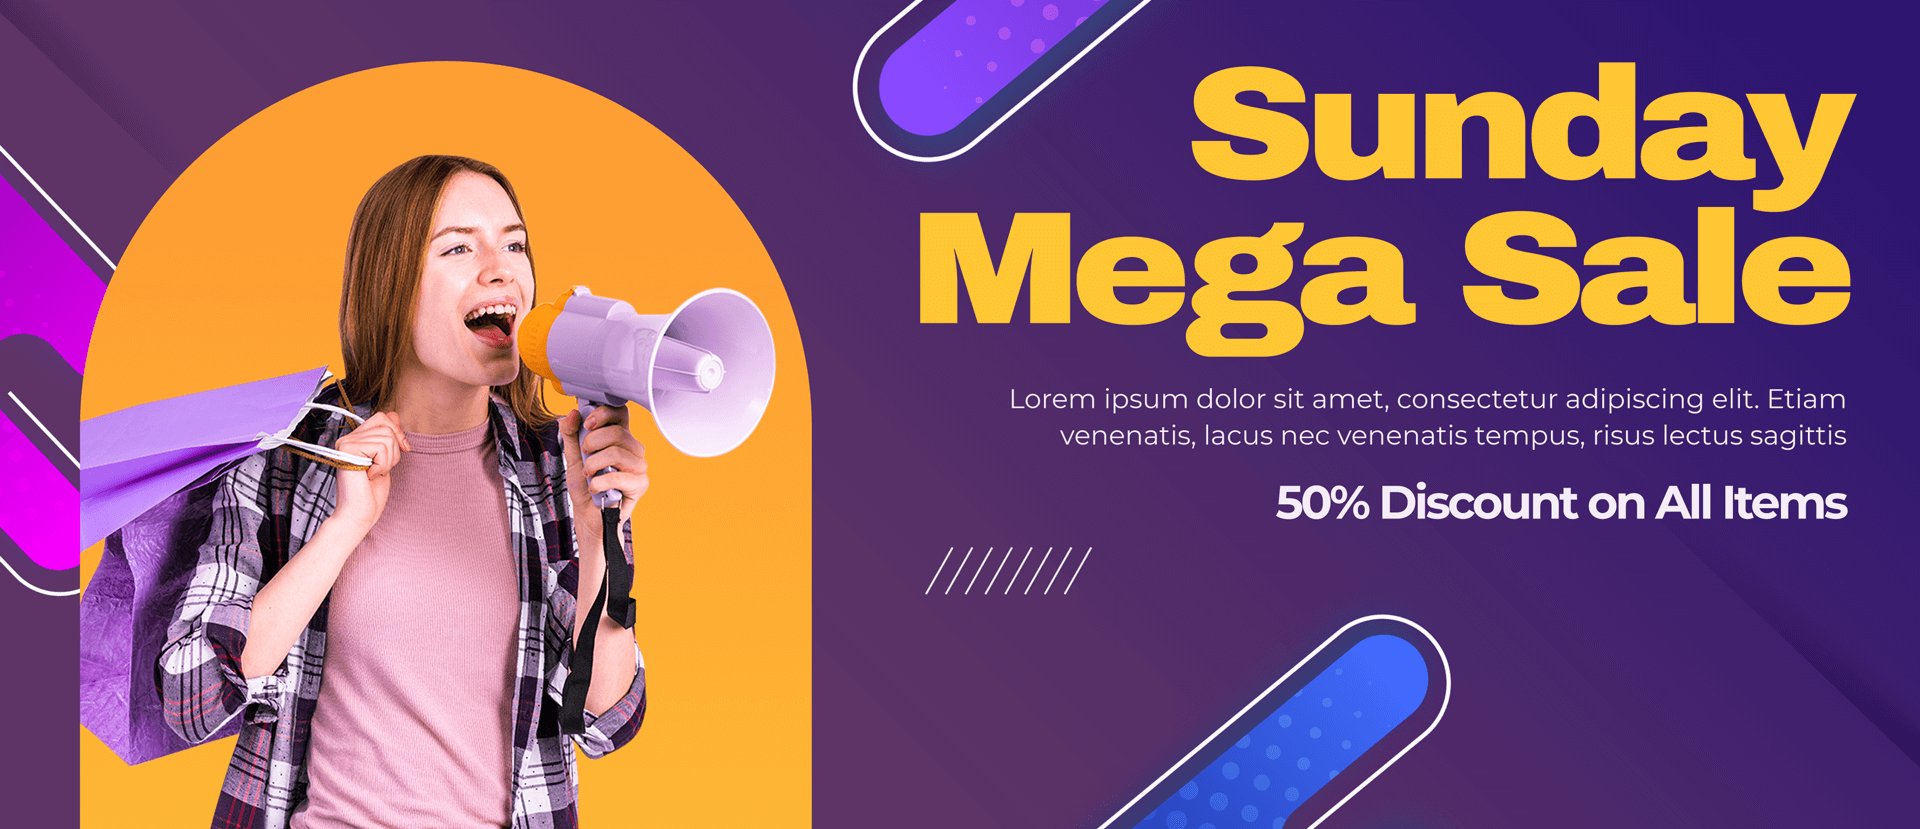 Sunday
Mega Sale
Lorem ipsum dolor sit amet, consectetur adipiscing elit. Etiam
venenatis, lacus nec venenatis tempus, risus lectus sagittis
50% Discount on All Items